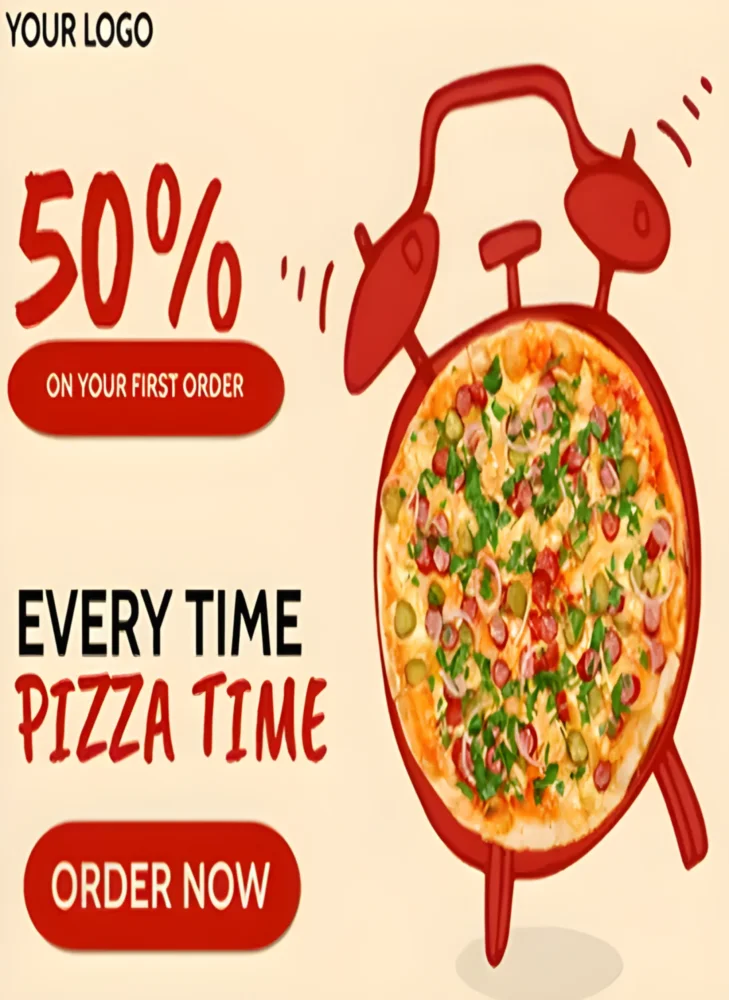 YOUR LOGO
50%
ON YOUR FIRST ORDER
EVERY TIME
PIZZA TIME
ORDER NOW